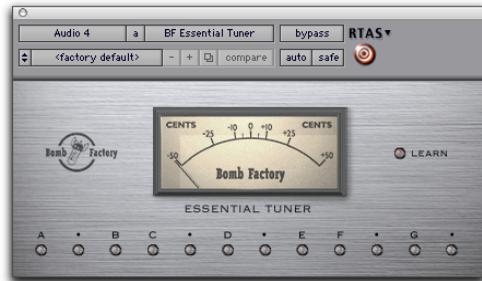 Audio 4 a BF Essential Tuner bypass RTAS
<factory default> - + compare auto safe
CENTS CENTS
-50 -25 -10 0 +10 +25 +50
Bomb Factory
Bomb Factory
LEARN
ESSENTIAL TUNER
A • B C • D • E F • G •